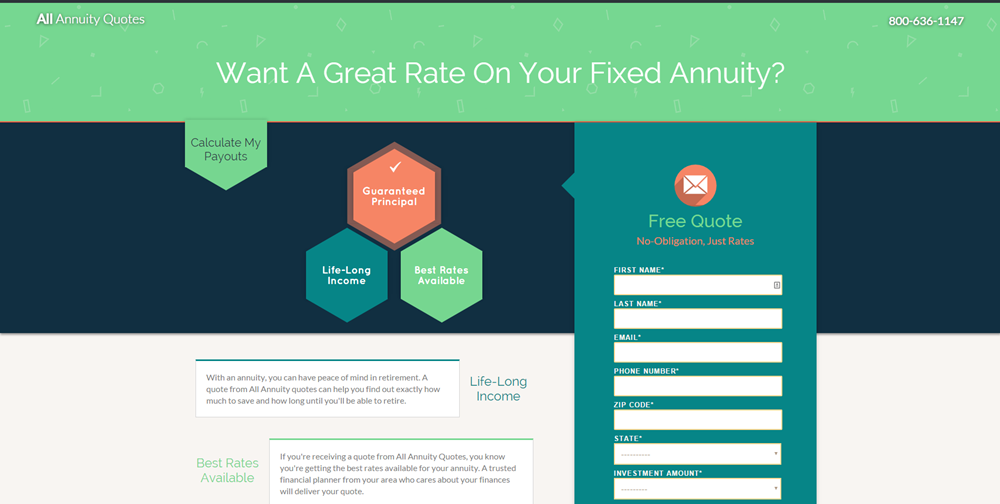 All Annuity Quotes
800-636-1147
Want A Great Rate On Your Fixed Annuity?
Calculate My
Payouts
Guaranteed
Principal
Life-Long
Income
Best Rates
Available
Free Quote
No-Obligation, Just Rates
FIRST NAME*
LAST NAME*
EMAIL*
PHONE NUMBER*
ZIP CODE*
STATE*
----------
INVESTMENT AMOUNT*
---------
With an annuity, you can have peace of mind in retirement. A
quote from All Annuity quotes can help you find out exactly how
much to save and how long until you'll be able to retire.
Life-Long
Income
Best Rates
Available
If you're receiving a quote from All Annuity Quotes, you know
you're getting the best rates available for your annuity. A trusted
financial planner from your area who cares about your finances
will deliver your quote.